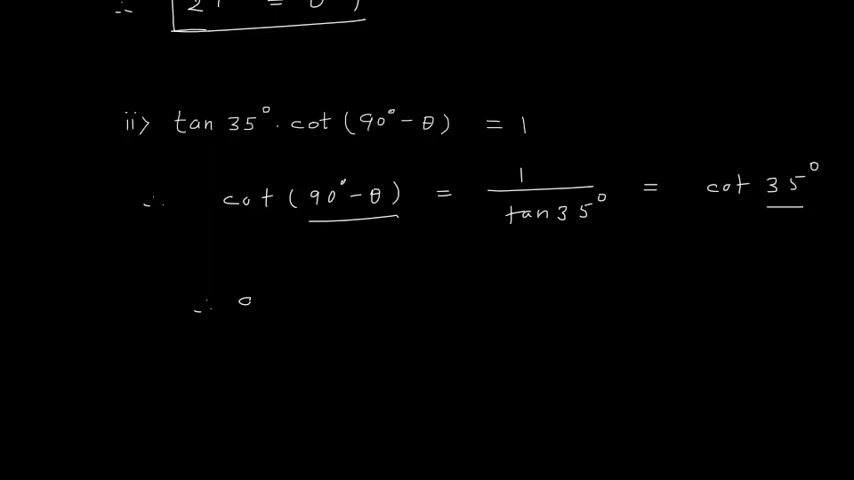 ii> tan 35° . cot (90° - θ) = 1
∴ cot (90° - θ) = 1 / tan 35° = cot 35°
∴